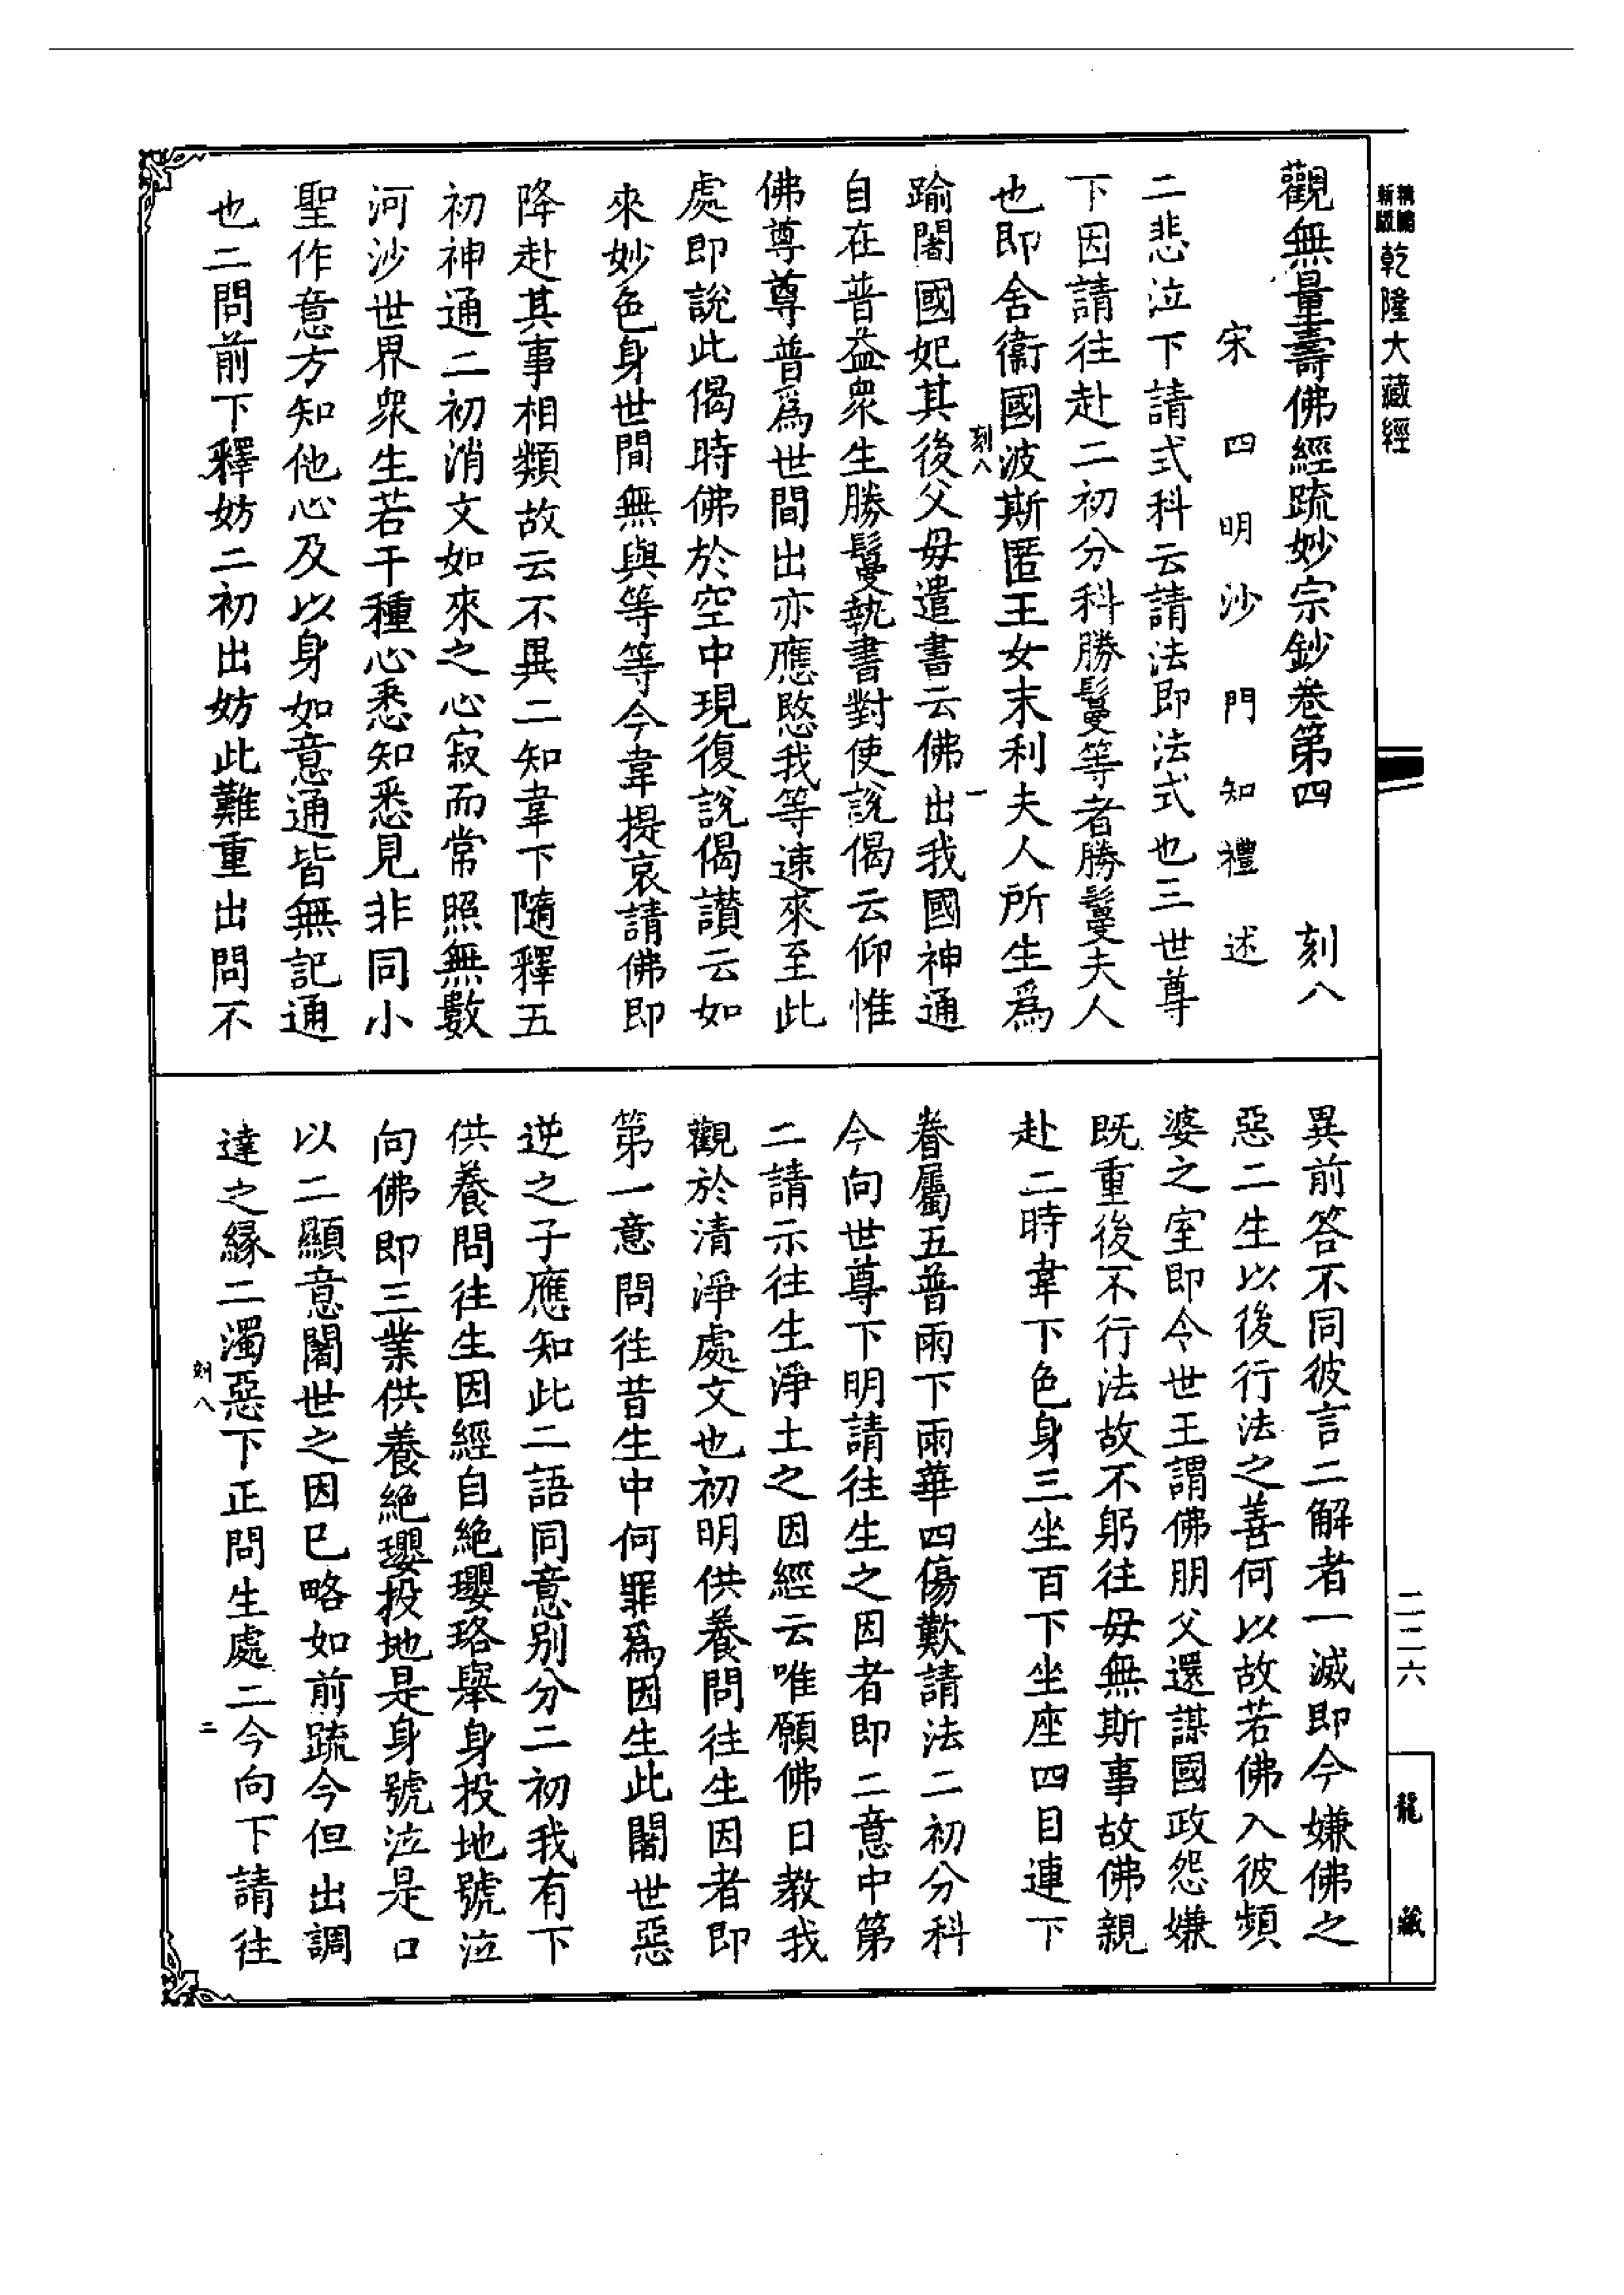 精繪新版乾隆大藏經
觀無量壽佛經疏妙宗鈔卷第四 刻八
宋四明沙門知禮述
二悲泣下請式科云請法即法式也三世尊
下因請往赴二初分科勝鬘等者勝鬘夫人
也即舍衞國波斯匿王女末利夫人所生爲
刻八 一
踰闍國妃其後父母遣書云佛出我國神通
自在普益衆生勝鬘執書對使說偈云仰惟
佛尊尊普爲世間出亦應愍我等速來至此
處即說此偈時佛於空中現復說偈讃云如
來妙色身世間無與等等今韋提哀請佛即
降赴其事相類故云不異二知韋下隨釋五
初神通二初消文如來之心寂而常照無數
河沙世界衆生若干種心悉知悉見非同小
聖作意方知他心及以身如意通皆無記通
也二問前下釋妨二初出妨此難重出問不
異前答不同彼言二解者一滅即今嫌佛之
惡二生以後行法之善何以故若佛入彼頻
婆之室即令世王謂佛朋父還謀國政怨嫌
既重後不行法故不躬往毋無斯事故佛親
赴二時韋下色身三坐百下坐座四目連下
眷屬五普雨下雨華四傷歎請法二初分科
今向世尊下明請往生之因者即二意中第
二請示往生淨土之因經云唯願佛日教我
觀於清淨處文也初明供養問往生因者即
第一意問往昔生中何罪爲因生此闍世惡
逆之子應知此二語同意别分二初我有下
供養問往生因經自絶瓔珞舉身投地號泣
向佛即三業供養絶瓔投地是身號泣是口
以二顯意闍世之因已略如前䟽今但出調
達之緣二濁惡下正問生處二今向下請往
刻八 二
二二六
龍藏